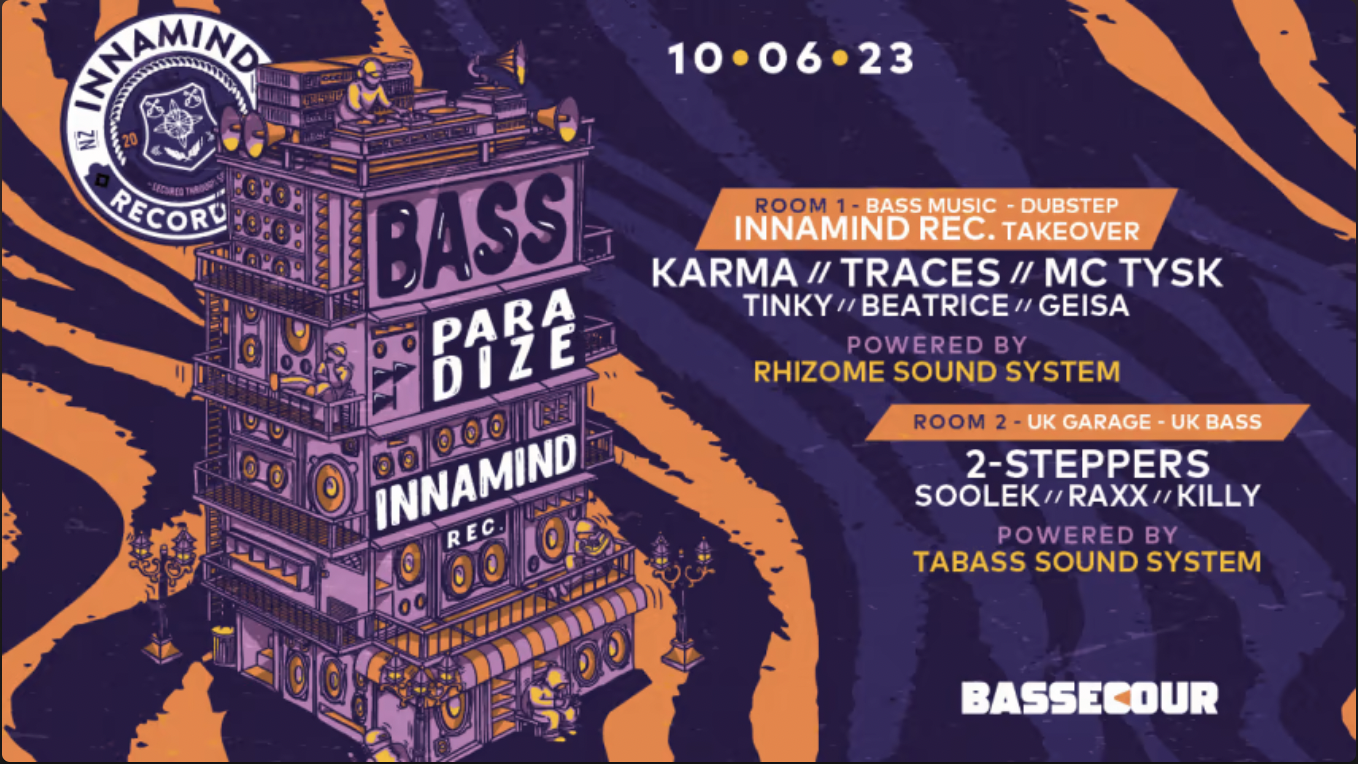 INNAMIND
NZ
20
- SECURED
RECORD
BASS
PARA
DIZE
INNAMIND
REC.
10•06•23
ROOM 1 - BASS MUSIC - DUBSTEP
INNAMIND REC. TAKEOVER
KARMA // TRACES // MC TYSK
TINKY // BEATRICE // GEISA
POWERED BY
RHIZOME SOUND SYSTEM
ROOM 2 - UK GARAGE - UK BASS
2-STEPPERS
SOOLEK // RAXX // KILLY
POWERED BY
TABASS SOUND SYSTEM
BASSECOUR